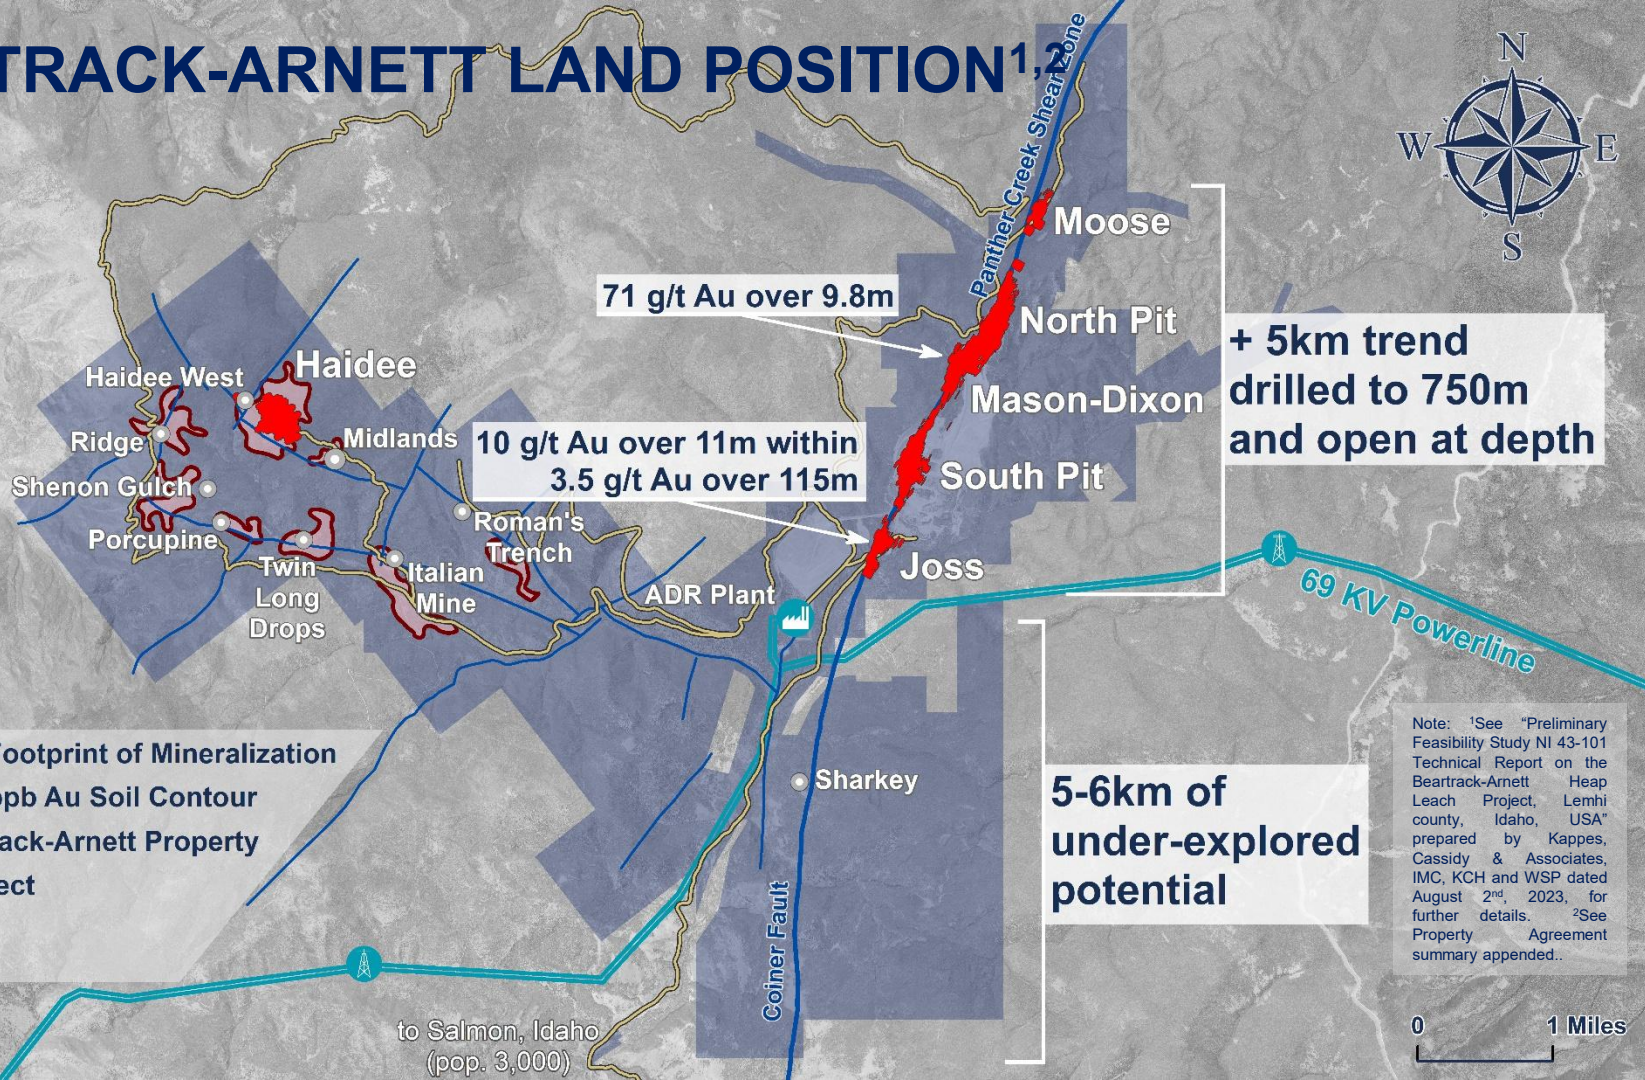 TRACK-ARNETT LAND POSITION1,2
N
W
E
S
Panther Creek Shear Zone
Moose
71 g/t Au over 9.8m
North Pit
+ 5km trend
drilled to 750m
and open at depth
Haidee
Haidee West
Mason-Dixon
Ridge
Midlands
10 g/t Au over 11m within
3.5 g/t Au over 115m
South Pit
Shenon Gulch
Roman's
Trench
Porcupine
Twin
Long
Drops
Italian
Mine
Joss
ADR Plant
69 KV Powerline
ootprint of Mineralization
ppb Au Soil Contour
ack-Arnett Property
ect
Sharkey
5-6km of
under-explored
potential
Coiner Fault
Note: 1See “Preliminary
Feasibility Study NI 43-101
Technical Report on the
Beartrack-Arnett Heap
Leach Project, Lemhi
county, Idaho, USA”
prepared by Kappes,
Cassidy & Associates,
IMC, KCH and WSP dated
August 2nd, 2023, for
further details. 2See
Property Agreement
summary appended..
to Salmon, Idaho
(pop. 3,000)
0 1 Miles